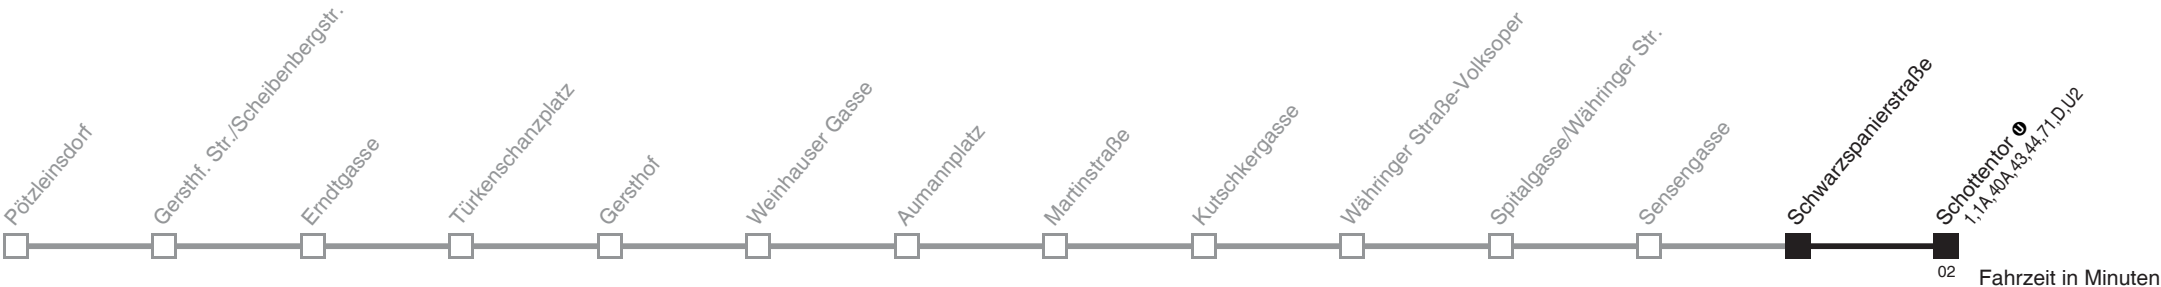 Pötzleinsdorf
Gersthf. Str./Scheibenbergstr.
Erndtgasse
Türkenschanzplatz
Gersthof
Weinhauser Gasse
Aumannplatz
Martinstraße
Kutschkergasse
Währinger Straße-Volksoper
Spitalgasse/Währinger Str.
Sensengasse
Schwarzspanierstraße
Schottentor U
1,1A,40A,43,44,71,D,U2
02
Fahrzeit in Minuten